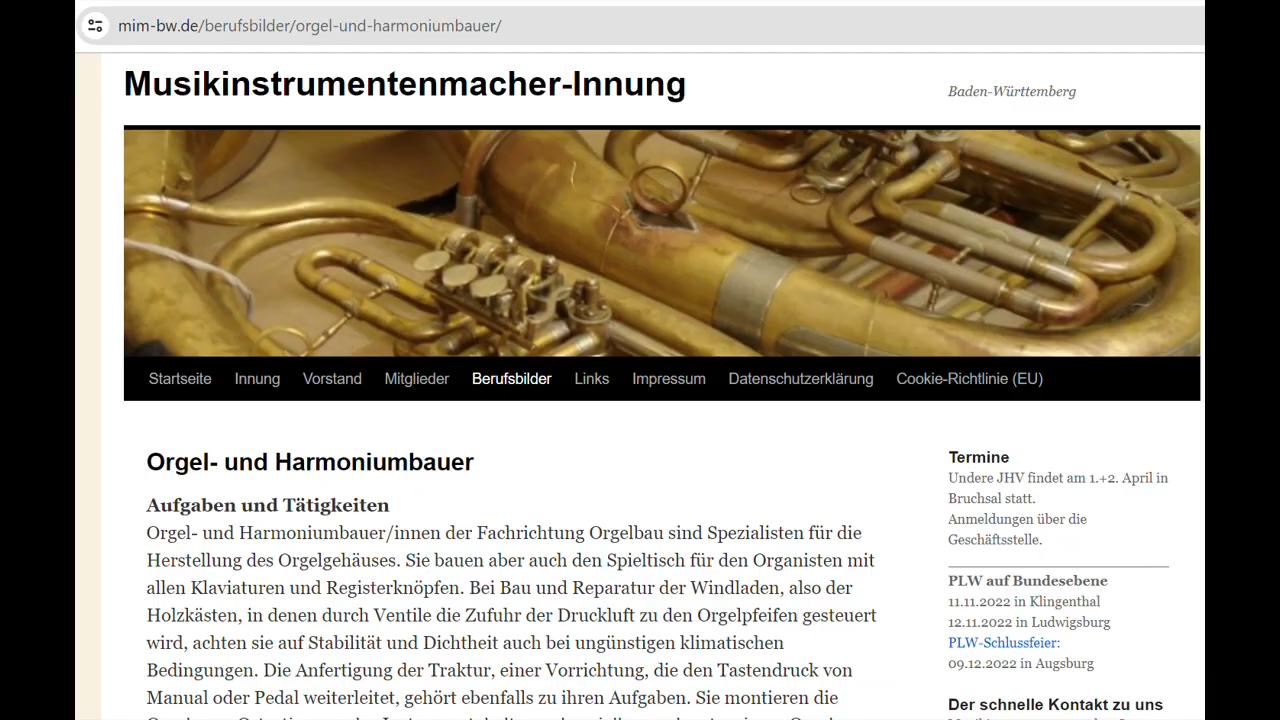 mim-bw.de/berufsbilder/orgel-und-harmoniumbauer/
Musikinstrumentenmacher-Innung
Baden-Württemberg
Startseite Innung Vorstand Mitglieder Berufsbilder Links Impressum Datenschutzerklärung Cookie-Richtlinie (EU)
Orgel- und Harmoniumbauer
Aufgaben und Tätigkeiten
Orgel- und Harmoniumbauer/innen der Fachrichtung Orgelbau sind Spezialisten für die
Herstellung des Orgelgehäuses. Sie bauen aber auch den Spieltisch für den Organisten mit
allen Klaviaturen und Registerknöpfen. Bei Bau und Reparatur der Windladen, also der
Holzkästen, in denen durch Ventile die Zufuhr der Druckluft zu den Orgelpfeifen gesteuert
wird, achten sie auf Stabilität und Dichtheit auch bei ungünstigen klimatischen
Bedingungen. Die Anfertigung der Traktur, einer Vorrichtung, die den Tastendruck von
Manual oder Pedal weiterleitet, gehört ebenfalls zu ihren Aufgaben. Sie montieren die
Termine
Undere JHV findet am 1.+2. April in
Bruchsal statt.
Anmeldungen über die
Geschäftsstelle.
PLW auf Bundesebene
11.11.2022 in Klingenthal
12.11.2022 in Ludwigsburg
PLW-Schlussfeier:
09.12.2022 in Augsburg
Der schnelle Kontakt zu uns